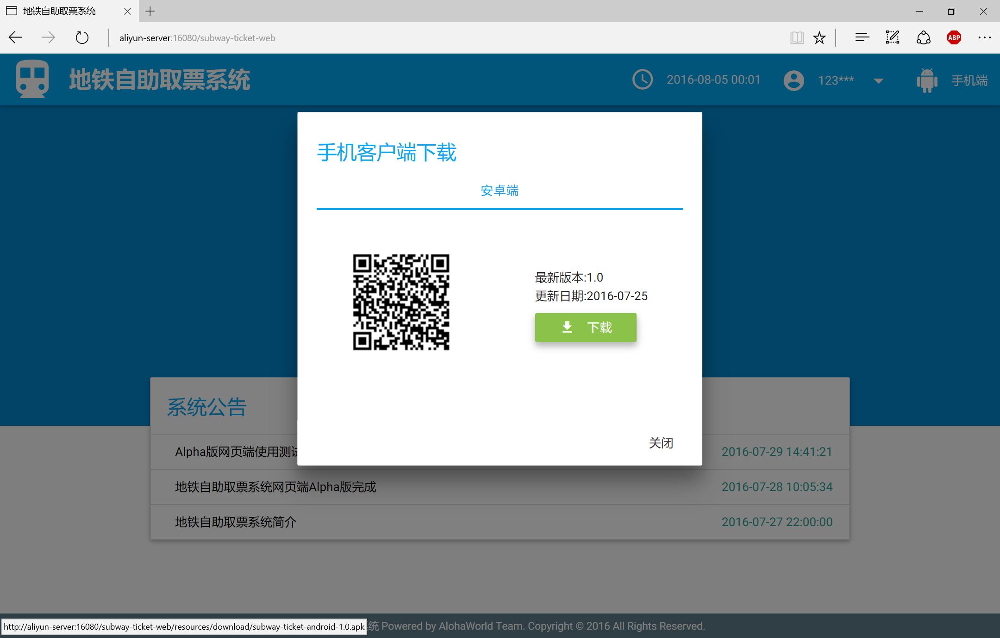 地铁自助取票系统
aliyun-server:16080/subway-ticket-web
ABP
地铁自助取票系统
2016-08-05 00:01
123***
手机端
手机客户端下载
安卓端
最新版本:1.0
更新日期:2016-07-25
下载
关闭
系统公告
Alpha版网页端使用测试
2016-07-29 14:41:21
地铁自助取票系统网页端Alpha版完成
2016-07-28 10:05:34
地铁自助取票系统简介
2016-07-27 22:00:00
http://aliyun-server:16080/subway-ticket-web/resources/download/subway-ticket-android-1.0.apk
统 Powered by AlohaWorld Team. Copyright © 2016 All Rights Reserved.